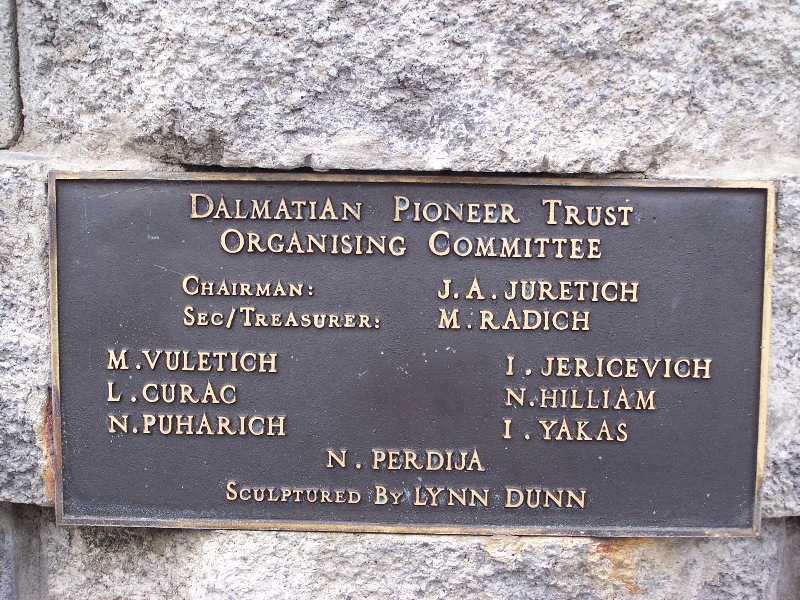 DALMATIAN PIONEER TRUST
ORGANISING COMMITTEE
CHAIRMAN: J.A. JURETICH
SEC/TREASURER: M. RADICH
M. VULETICH I. JERICEVICH
L. CURAC N. HILLIAM
N. PUHARICH I. YAKAS
N. PERDIJA
SCULPTURED BY LYNN DUNN